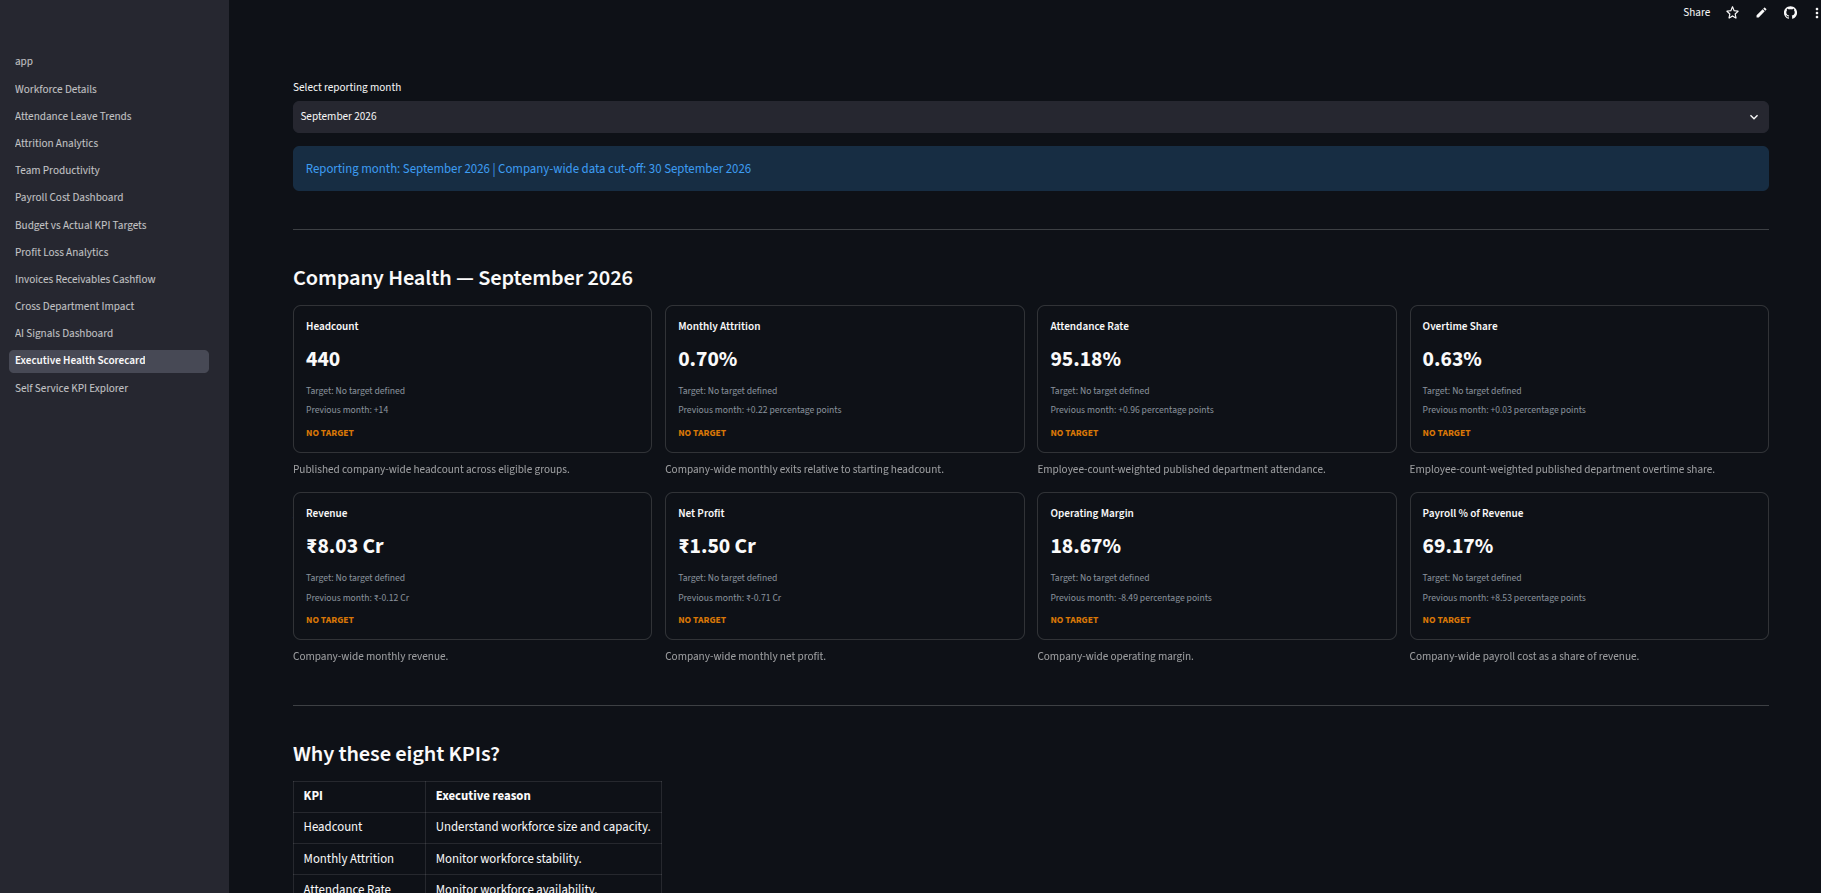 Share
app
Workforce Details
Attendance Leave Trends
Attrition Analytics
Team Productivity
Payroll Cost Dashboard
Budget vs Actual KPI Targets
Profit Loss Analytics
Invoices Receivables Cashflow
Cross Department Impact
AI Signals Dashboard
Executive Health Scorecard
Self Service KPI Explorer
Select reporting month
September 2026
Reporting month: September 2026 | Company-wide data cut-off: 30 September 2026
Company Health — September 2026
Headcount
440
Target: No target defined
Previous month: +14
NO TARGET
Published company-wide headcount across eligible groups.
Monthly Attrition
0.70%
Target: No target defined
Previous month: +0.22 percentage points
NO TARGET
Company-wide monthly exits relative to starting headcount.
Attendance Rate
95.18%
Target: No target defined
Previous month: +0.96 percentage points
NO TARGET
Employee-count-weighted published department attendance.
Overtime Share
0.63%
Target: No target defined
Previous month: +0.03 percentage points
NO TARGET
Employee-count-weighted published department overtime share.
Revenue
₹8.03 Cr
Target: No target defined
Previous month: ₹-0.12 Cr
NO TARGET
Company-wide monthly revenue.
Net Profit
₹1.50 Cr
Target: No target defined
Previous month: ₹-0.71 Cr
NO TARGET
Company-wide monthly net profit.
Operating Margin
18.67%
Target: No target defined
Previous month: -8.49 percentage points
NO TARGET
Company-wide operating margin.
Payroll % of Revenue
69.17%
Target: No target defined
Previous month: +8.53 percentage points
NO TARGET
Company-wide payroll cost as a share of revenue.
Why these eight KPIs?
KPI Executive reason
Headcount Understand workforce size and capacity.
Monthly Attrition Monitor workforce stability.
Attendance Rate Monitor workforce availability.